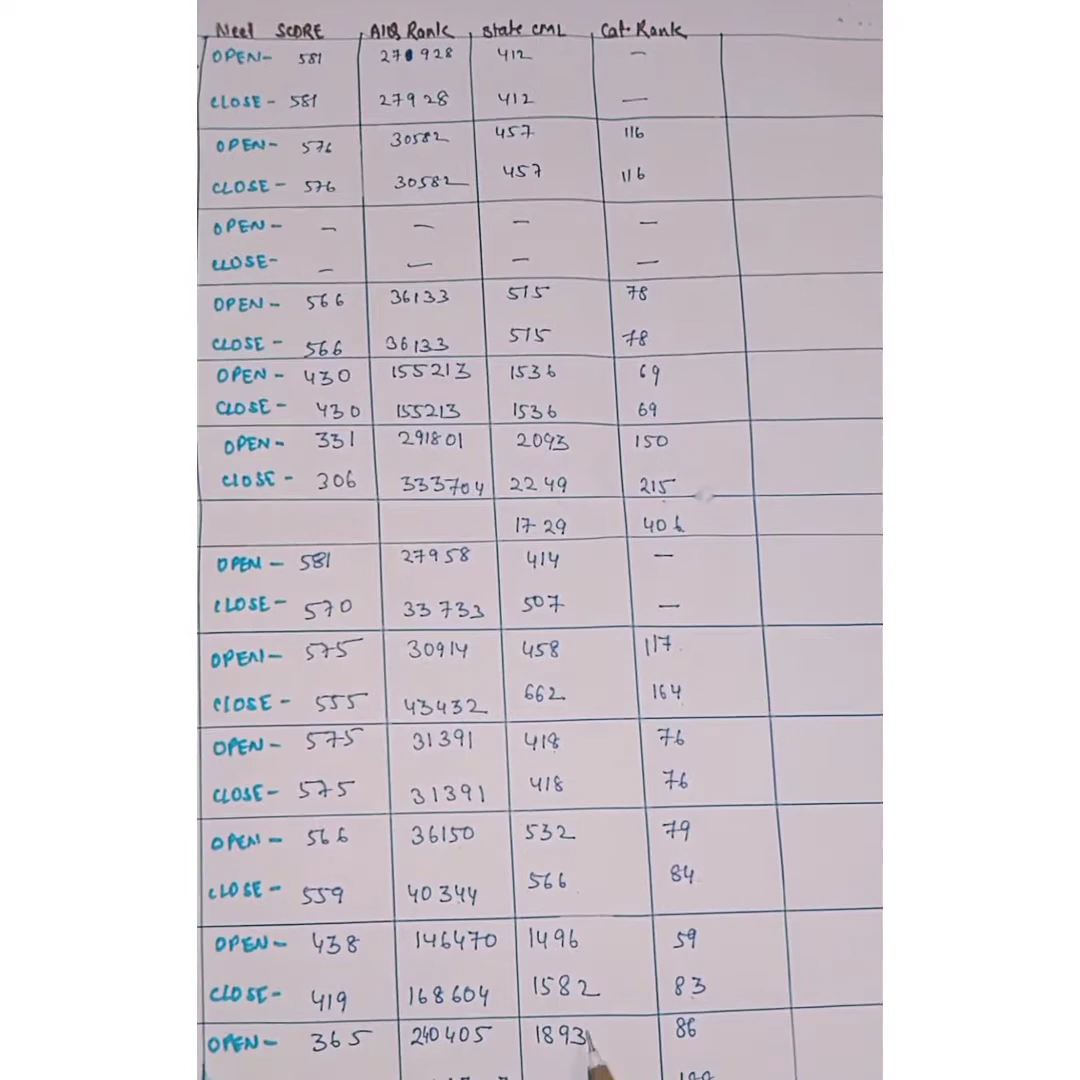 Neet SCORE AIQ Rank State CML Cat. Rank
OPEN- 581 27928 412 —
CLOSE- 581 27928 412 —
OPEN- 576 30582 457 116
CLOSE- 576 30582 457 116
OPEN- — — — —
CLOSE- — — — —
OPEN- 566 36133 515 78
CLOSE- 566 36133 515 78
OPEN- 430 155213 1536 69
CLOSE- 430 155213 1536 69
OPEN- 331 291801 2093 150
CLOSE- 306 333704 2249 215
1729 406
OPEN- 581 27958 414 —
CLOSE- 570 33733 507 —
OPEN- 575 30914 458 117
CLOSE- 555 43432 662 164
OPEN- 575 31391 418 76
CLOSE- 575 31391 418 76
OPEN- 566 36150 532 79
CLOSE- 559 40344 566 84
OPEN- 438 146470 1496 59
CLOSE- 419 168604 1582 83
OPEN- 365 240405 1893 86